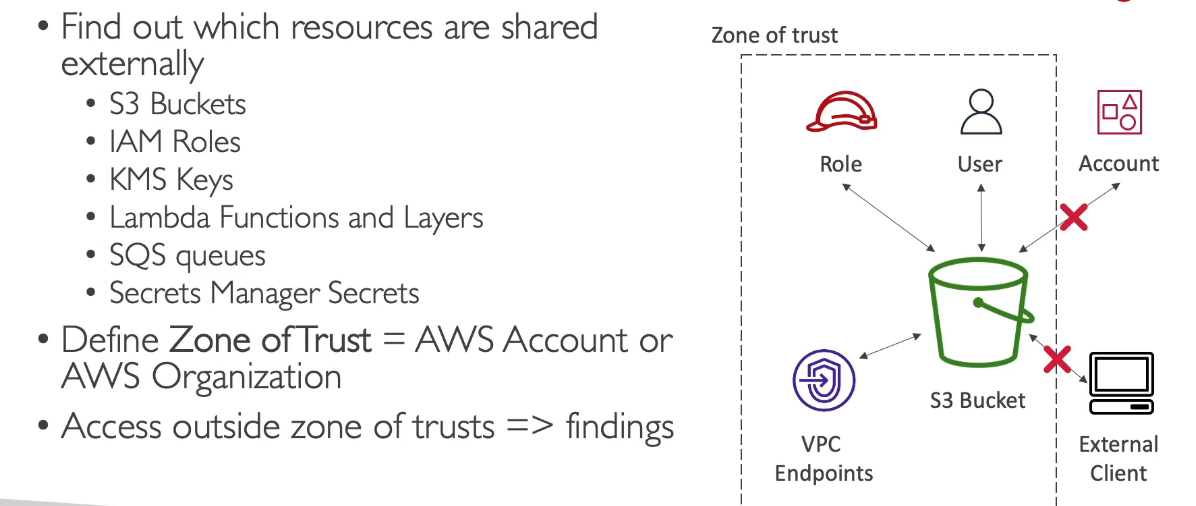 • Find out which resources are shared
externally
• S3 Buckets
• IAM Roles
• KMS Keys
• Lambda Functions and Layers
• SQS queues
• Secrets Manager Secrets
• Define Zone of Trust = AWS Account or
AWS Organization
• Access outside zone of trusts => findings
Zone of trust
Role
User
Account
S3 Bucket
VPC
Endpoints
External
Client